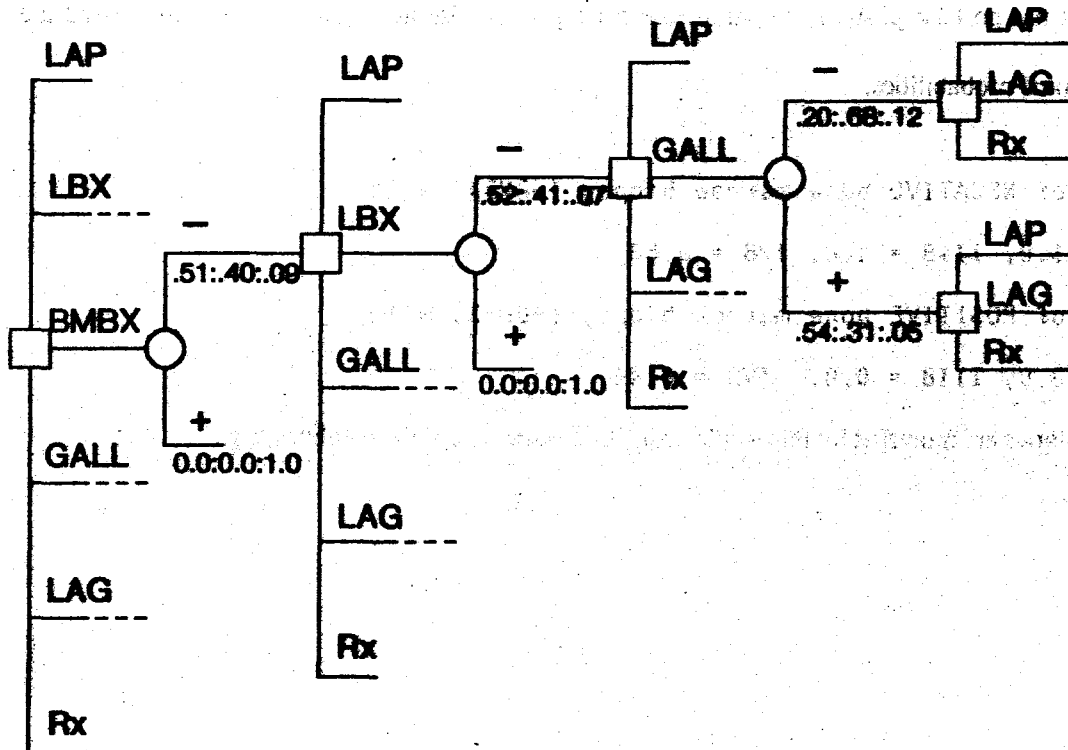 LAP
LBX
BMBX
GALL
LAG
Rx
−
.51:.40:.09
+
0.0:0.0:1.0
LAP
LBX
GALL
LAG
Rx
−
.52:.41:.07
+
0.0:0.0:1.0
LAP
GALL
LAG
Rx
−
.20:.68:.12
+
.54:.31:.05
LAP
LAG
Rx
LAP
LAG
Rx